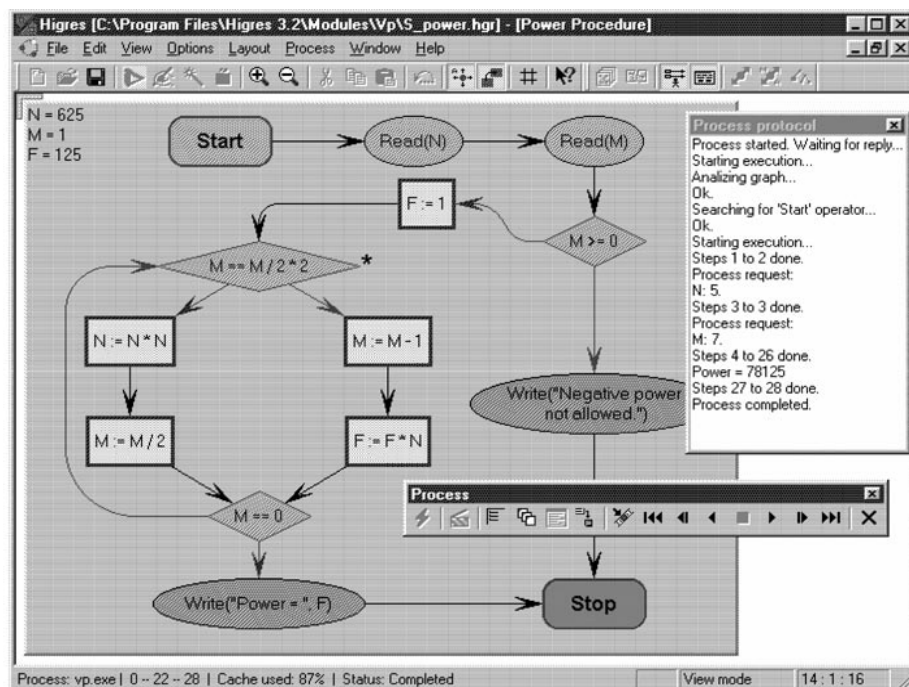 Higres [C:\Program Files\Higres 3.2\Modules\Vp\S_power.hgr] - [Power Procedure]
File Edit View Options Layout Process Window Help
N = 625
M = 1
F = 125
Start
Read(N)
Read(M)
F := 1
M >= 0
M == M / 2 * 2
*
N := N * N
M := M - 1
M := M / 2
F := F * N
M == 0
Write("Negative power
not allowed.")
Write("Power = ", F)
Stop
Process protocol
Process started. Waiting for reply...
Starting execution...
Analizing graph...
Ok.
Searching for 'Start' operator...
Ok.
Starting execution...
Steps 1 to 2 done.
Process request:
N: 5.
Steps 3 to 3 done.
Process request:
M: 7.
Steps 4 to 26 done.
Power = 78125
Steps 27 to 28 done.
Process completed.
Process
Process: vp.exe | 0 -- 22 -- 28 | Cache used: 87% | Status: Completed
View mode
14 : 1 : 16